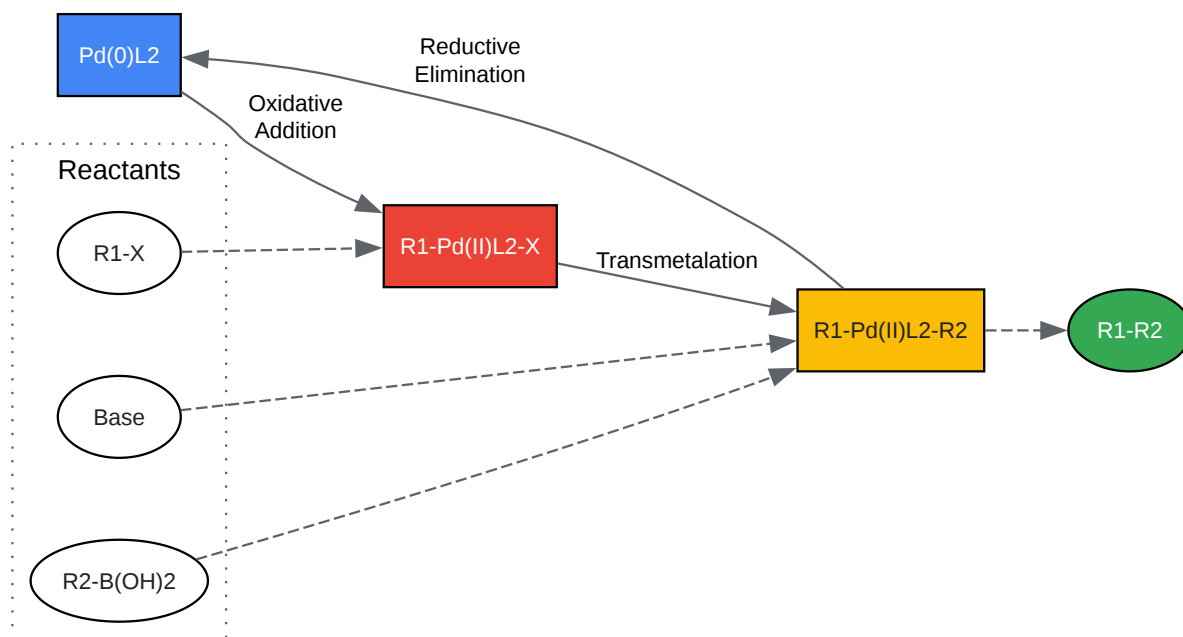 Pd(0)L2
Reductive
Elimination
Oxidative
Addition
Reactants
R1-X
R1-Pd(II)L2-X
Transmetalation
R1-Pd(II)L2-R2
R1-R2
Base
R2-B(OH)2